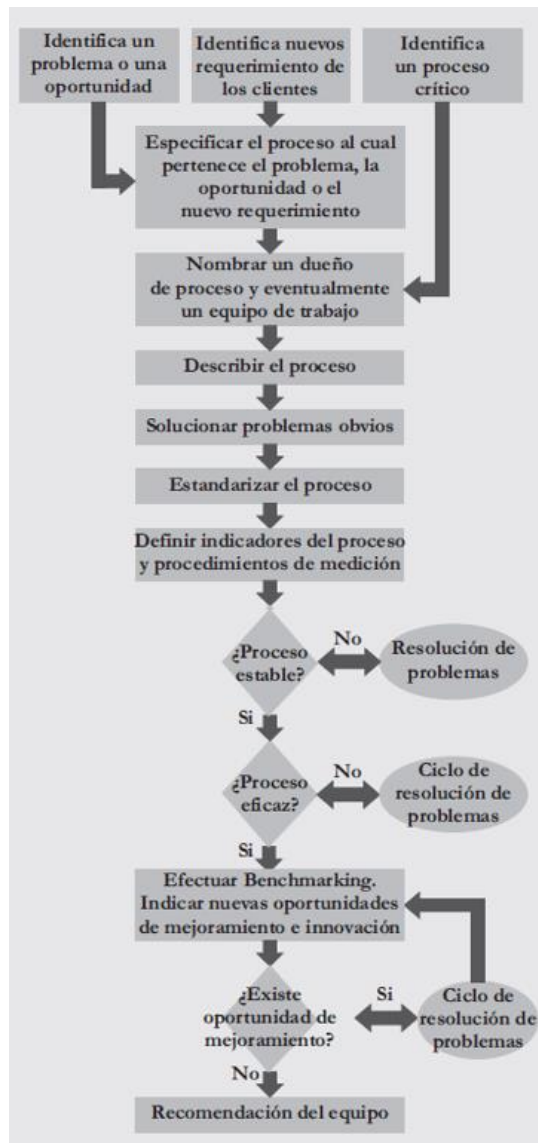 Identifica un
problema o una
oportunidad
Identifica nuevos
requerimiento de
los clientes
Identifica
un proceso
crítico
Especificar el proceso al cual
pertenece el problema, la
oportunidad o el
nuevo requerimiento
Nombrar un dueño
de proceso y eventualmente
un equipo de trabajo
Describir el proceso
Solucionar problemas obvios
Estandarizar el proceso
Definir indicadores del proceso
y procedimientos de medición
¿Proceso
estable?
No
Resolución de
problemas
Si
¿Proceso
eficaz?
No
Ciclo de
resolución de
problemas
Si
Efectuar Benchmarking.
Indicar nuevas oportunidades
de mejoramiento e innovación
¿Existe
oportunidad de
mejoramiento?
Si
Ciclo de
resolución de
problemas
No
Recomendación del equipo